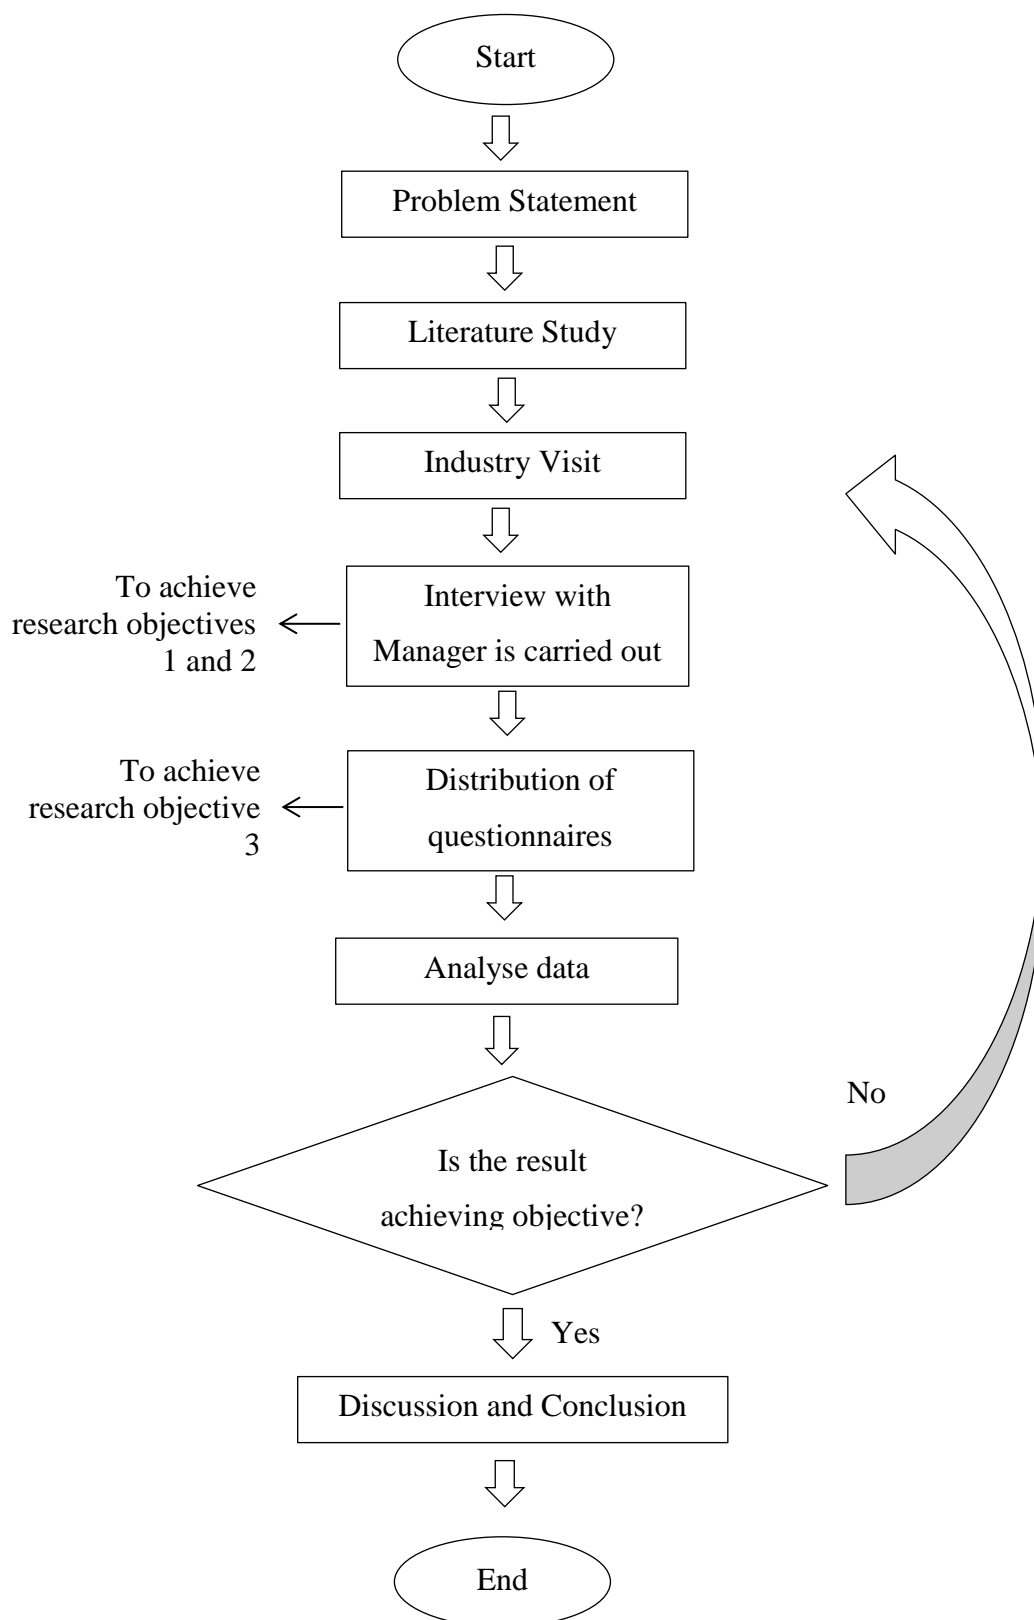 Start
Problem Statement
Literature Study
Industry Visit
To achieve
research objectives
1 and 2
Interview with
Manager is carried out
To achieve
research objective
3
Distribution of
questionnaires
Analyse data
No
Is the result
achieving objective?
Yes
Discussion and Conclusion
End